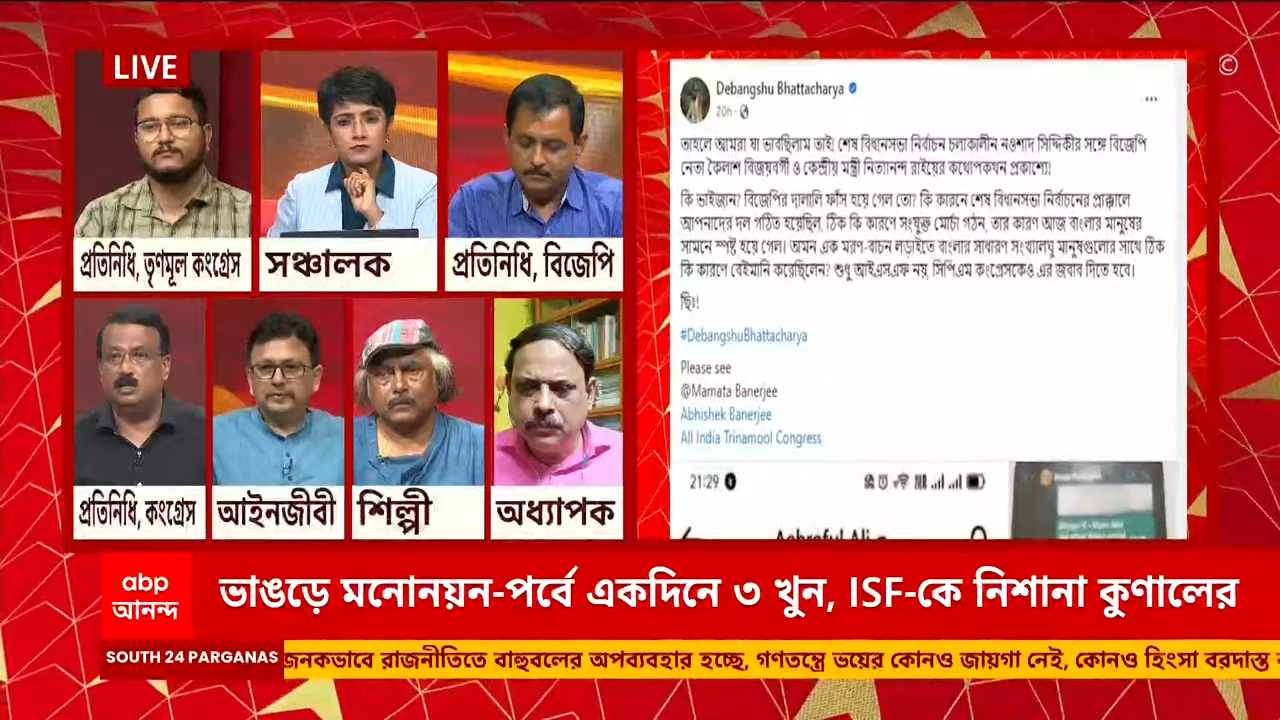 LIVE
©
প্রতিনিধি, তৃণমূল কংগ্রেস
সঞ্চালক
প্রতিনিধি, বিজেপি
প্রতিনিধি, কংগ্রেস
আইনজীবী
শিল্পী
অধ্যাপক
Debangshu Bhattacharya
20h
তাহলে আমরা যা ভাবছিলাম তাই! শেষ বিধানসভা নির্বাচন চলাকালীন নওশাদ সিদ্দিকীর সঙ্গে বিজেপি
নেতা কৈলাশ বিজয়বর্গী ও কেন্দ্রীয় মন্ত্রী নিত্যানন্দ রাইয়ের কথোপকথন প্রকাশ্যে!
কি ভাইজান? বিজেপির দালালি ফাঁস হয়ে গেল তো? কি কারনে শেষ বিধানসভা নির্বাচনের প্রাক্কালে
আপনাদের দল গঠিত হয়েছিল, ঠিক কি কারণে সংযুক্ত মোর্চা গঠন, তার কারণ আজ বাংলার মানুষের
সামনে স্পষ্ট হয়ে গেল। অমন এক মরণ-বাচন লড়াইতে বাংলার সাধারণ সংখ্যালঘু মানুষগুলোর সাথে ঠিক
কি কারণে বেইমানি করেছিলেন? শুধু আইএসএফ নয়, সিপিএম কংগ্রেসকেও এর জবাব দিতে হবে।
ছিঃ!
#DebangshuBhattacharya
Please see
@Mamata Banerjee
Abhishek Banerjee
All India Trinamool Congress
21:29
abp
আনন্দ
ভাঙড়ে মনোনয়ন-পর্বে একদিনে ৩ খুন, ISF-কে নিশানা কুণালের
SOUTH 24 PARGANAS
জনকভাবে রাজনীতিতে বাহুবলের অপব্যবহার হচ্ছে, গণতন্ত্রে ভয়ের কোনও জায়গা নেই, কোনও হিংসা বরদাস্ত